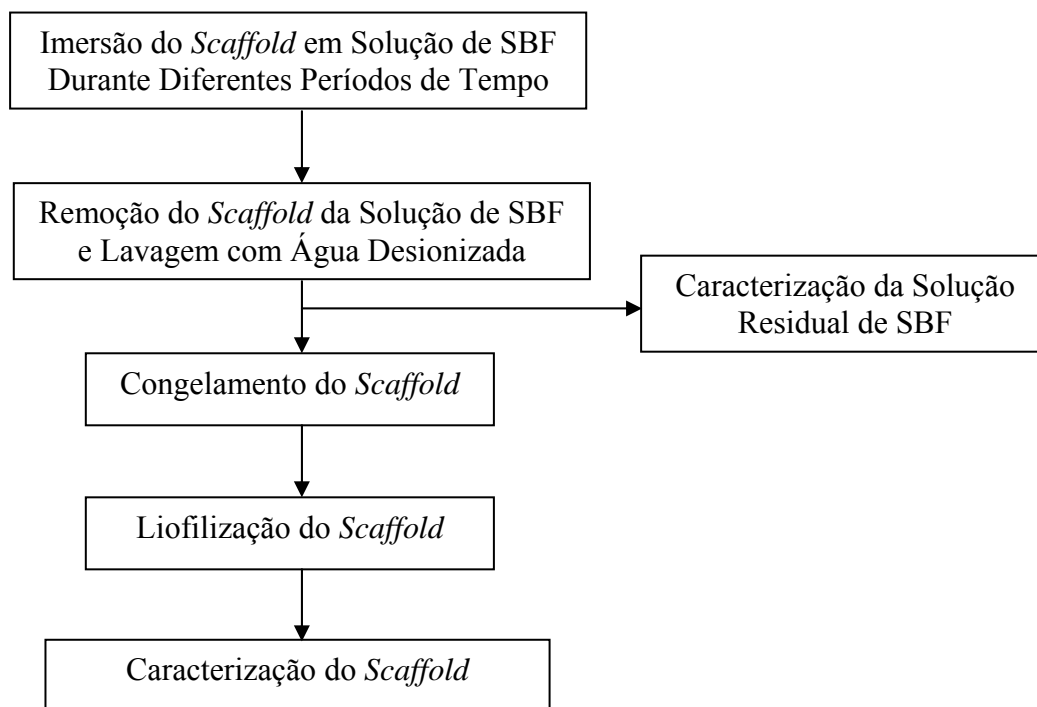 Imersão do Scaffold em Solução de SBF
Durante Diferentes Períodos de Tempo
Remoção do Scaffold da Solução de SBF
e Lavagem com Água Desionizada
Caracterização da Solução
Residual de SBF
Congelamento do Scaffold
Liofilização do Scaffold
Caracterização do Scaffold